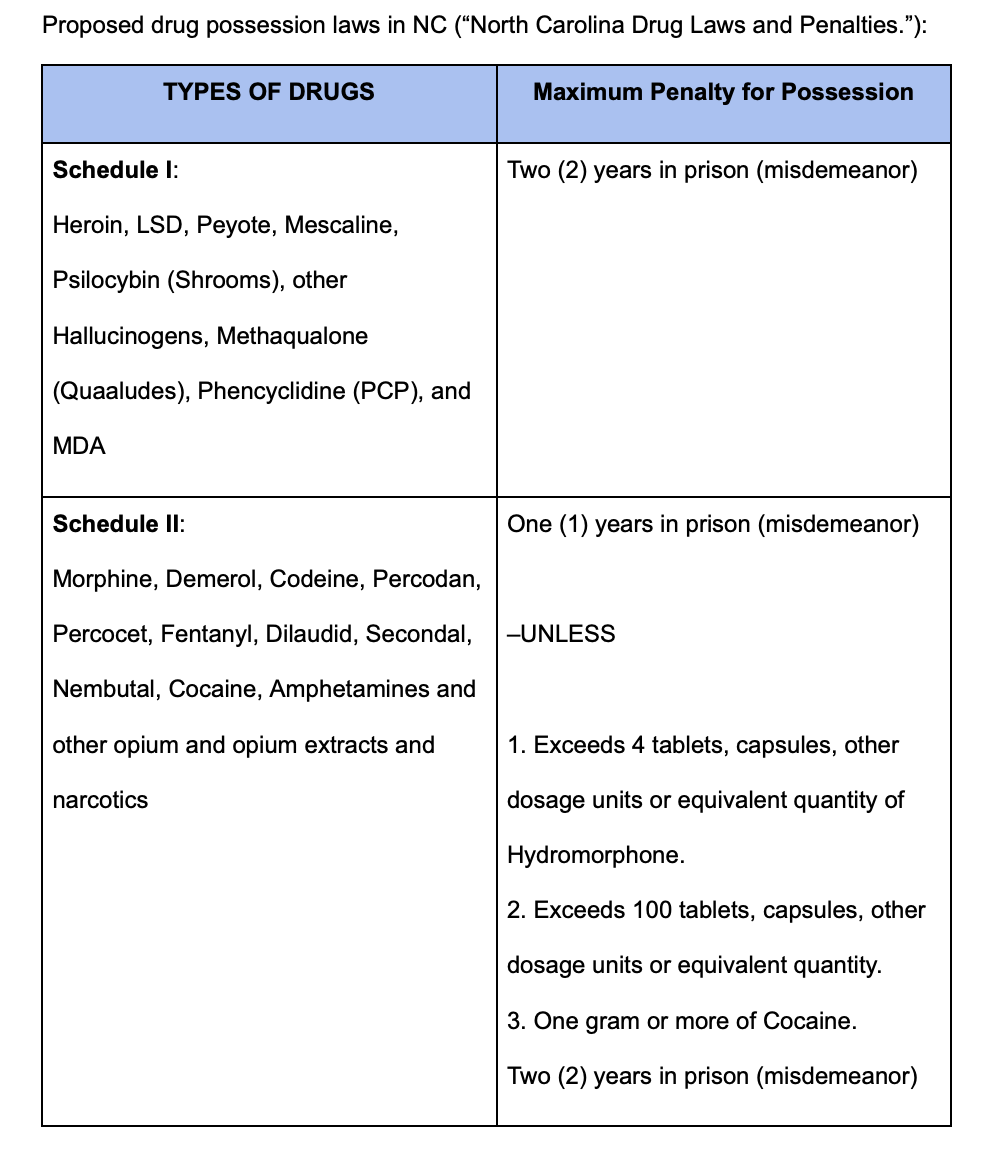 Proposed drug possession laws in NC (“North Carolina Drug Laws and Penalties.”):
TYPES OF DRUGS
Maximum Penalty for Possession
Schedule I:
Heroin, LSD, Peyote, Mescaline,
Psilocybin (Shrooms), other
Hallucinogens, Methaqualone
(Quaaludes), Phencyclidine (PCP), and
MDA
Two (2) years in prison (misdemeanor)
Schedule II:
Morphine, Demerol, Codeine, Percodan,
Percocet, Fentanyl, Dilaudid, Secondal,
Nembutal, Cocaine, Amphetamines and
other opium and opium extracts and
narcotics
One (1) years in prison (misdemeanor)
–UNLESS
1. Exceeds 4 tablets, capsules, other
dosage units or equivalent quantity of
Hydromorphone.
2. Exceeds 100 tablets, capsules, other
dosage units or equivalent quantity.
3. One gram or more of Cocaine.
Two (2) years in prison (misdemeanor)